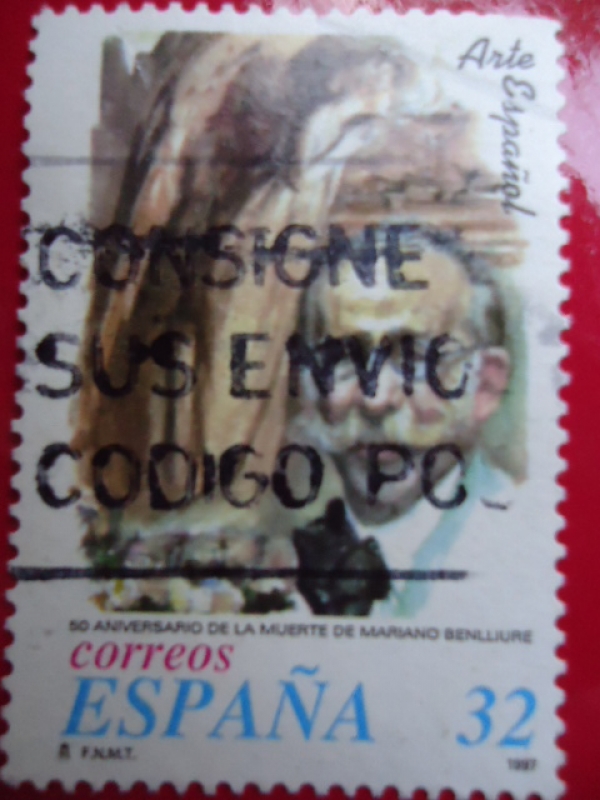 Arte
Español
CONSIGNE
SUS ENVIO
CODIGO PO
50 ANIVERSARIO DE LA MUERTE DE MARIANO BENLLIURE
correos
ESPAÑA 32
F.N.M.T. 1997